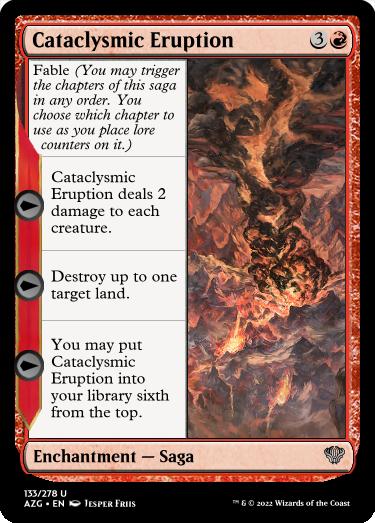 Cataclysmic Eruption 3
Fable (You may trigger
the chapters of this saga
in any order. You
choose which chapter to
use as you place lore
counters on it.)
Cataclysmic
Eruption deals 2
damage to each
creature.
Destroy up to one
target land.
You may put
Cataclysmic
Eruption into
your library sixth
from the top.
Enchantment — Saga
133/278 U
AZG • EN Jesper Friis
™ & © 2022 Wizards of the Coast